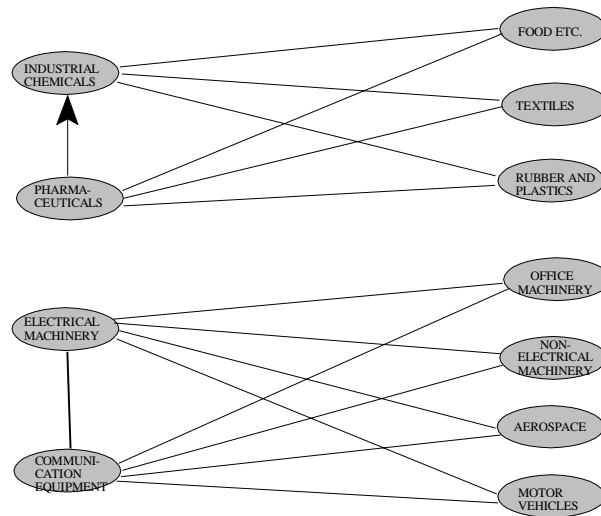 FOOD ETC.
INDUSTRIAL
CHEMICALS
TEXTILES
PHARMA-
CEUTICALS
RUBBER AND
PLASTICS
OFFICE
MACHINERY
ELECTRICAL
MACHINERY
NON-
ELECTRICAL
MACHINERY
AEROSPACE
COMMUNI-
CATION
EQUIPMENT
MOTOR
VEHICLES